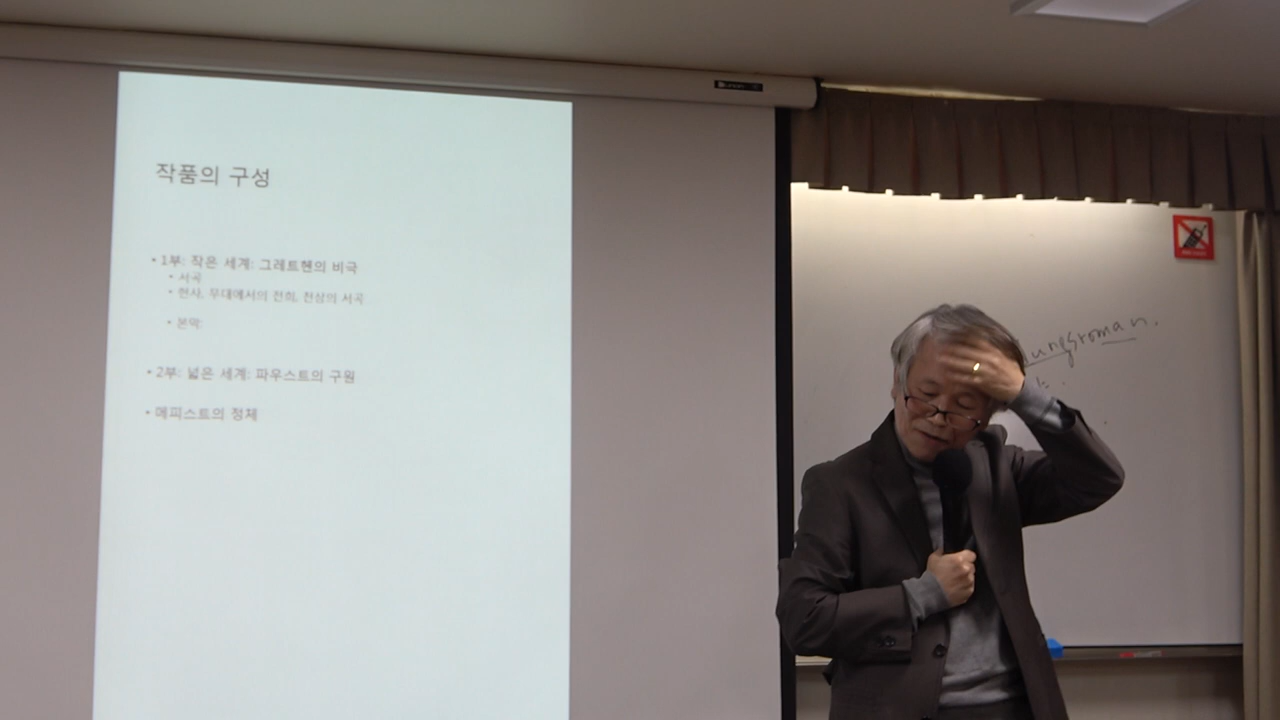 작품의 구성
• 1부: 작은 세계: 그레트헨의 비극
• 서곡
• 헌사, 무대에서의 전희, 천상의 서곡
• 본막:
• 2부: 넓은 세계: 파우스트의 구원
• 메피스트의 정체
ungsroman.